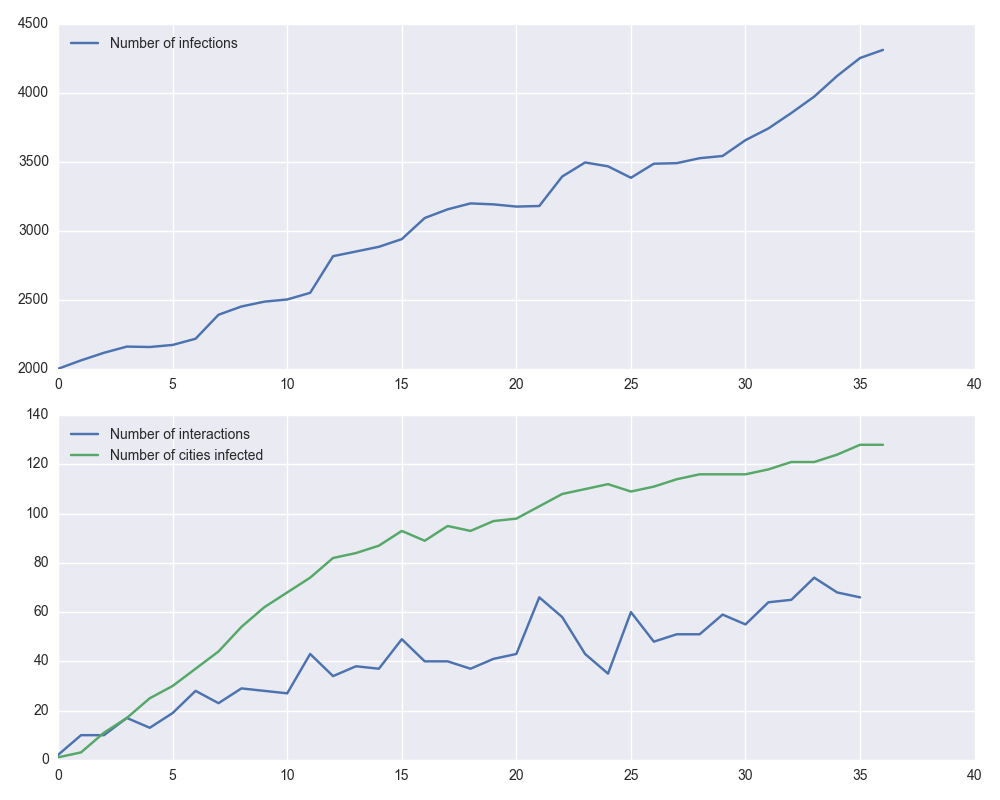 4500
Number of infections
4000
3500
3000
2500
2000
0 5 10 15 20 25 30 35 40
140
Number of interactions
Number of cities infected
120
100
80
60
40
20
0
0 5 10 15 20 25 30 35 40